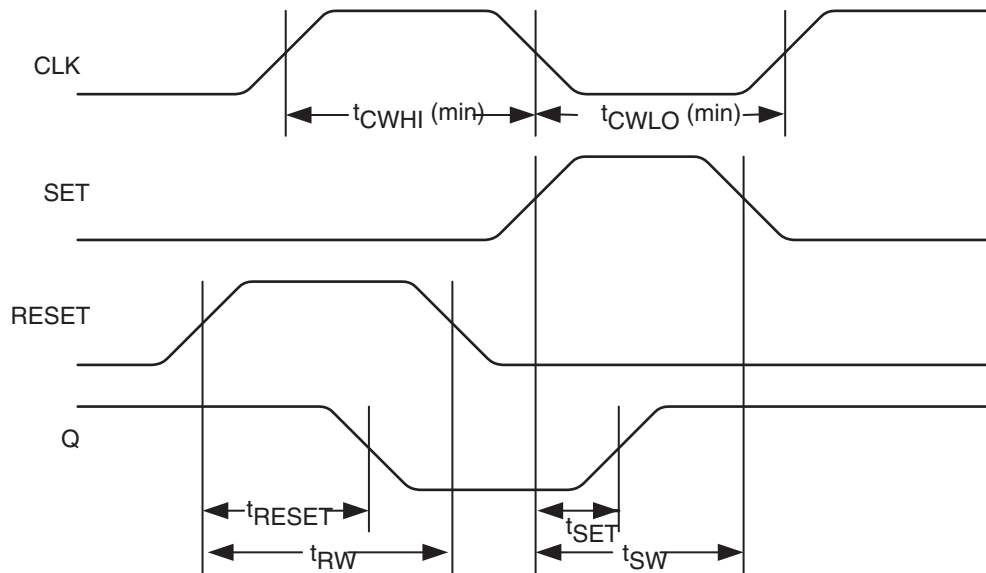 CLK
tCWHI (min)
tCWLO (min)
SET
RESET
Q
tRESET
tSET
tRW
tSW